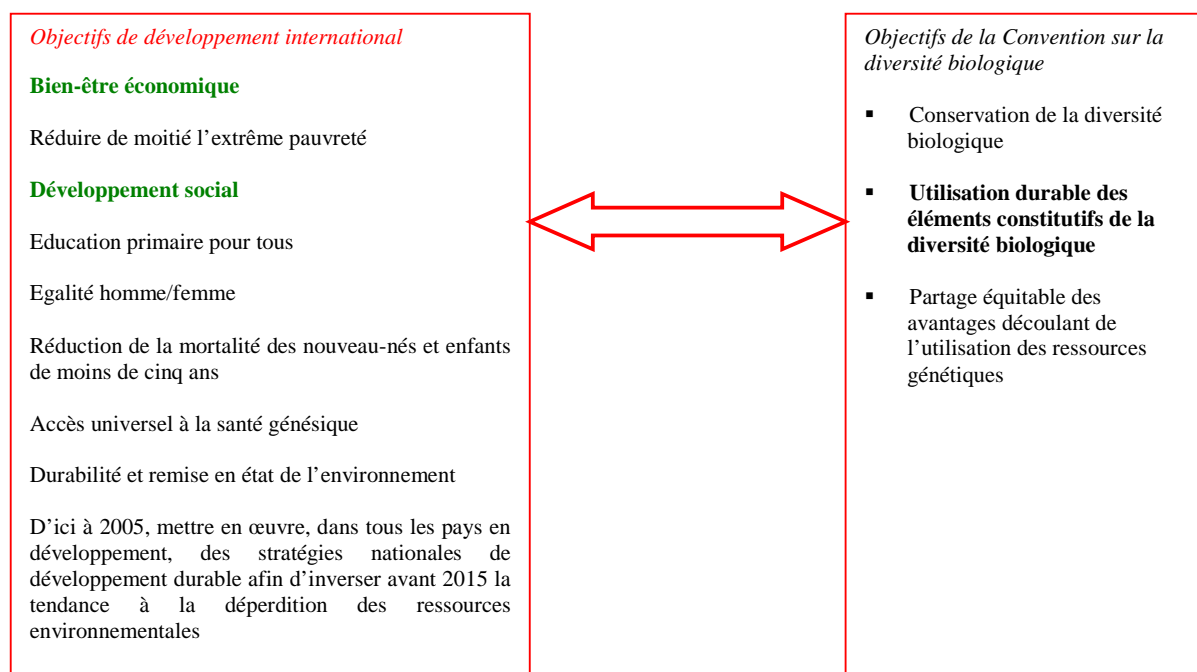 Objectifs de développement international
Bien-être économique
Réduire de moitié l’extrême pauvreté
Développement social
Education primaire pour tous
Egalité homme/femme
Réduction de la mortalité des nouveau-nés et enfants
de moins de cinq ans
Accès universel à la santé génésique
Durabilité et remise en état de l’environnement
D’ici à 2005, mettre en œuvre, dans tous les pays en
développement, des stratégies nationales de
développement durable afin d’inverser avant 2015 la
tendance à la déperdition des ressources
environnementales
Objectifs de la Convention sur la
diversité biologique
▪ Conservation de la diversité
biologique
▪ Utilisation durable des
éléments constitutifs de la
diversité biologique
▪ Partage équitable des
avantages découlant de
l’utilisation des ressources
génétiques